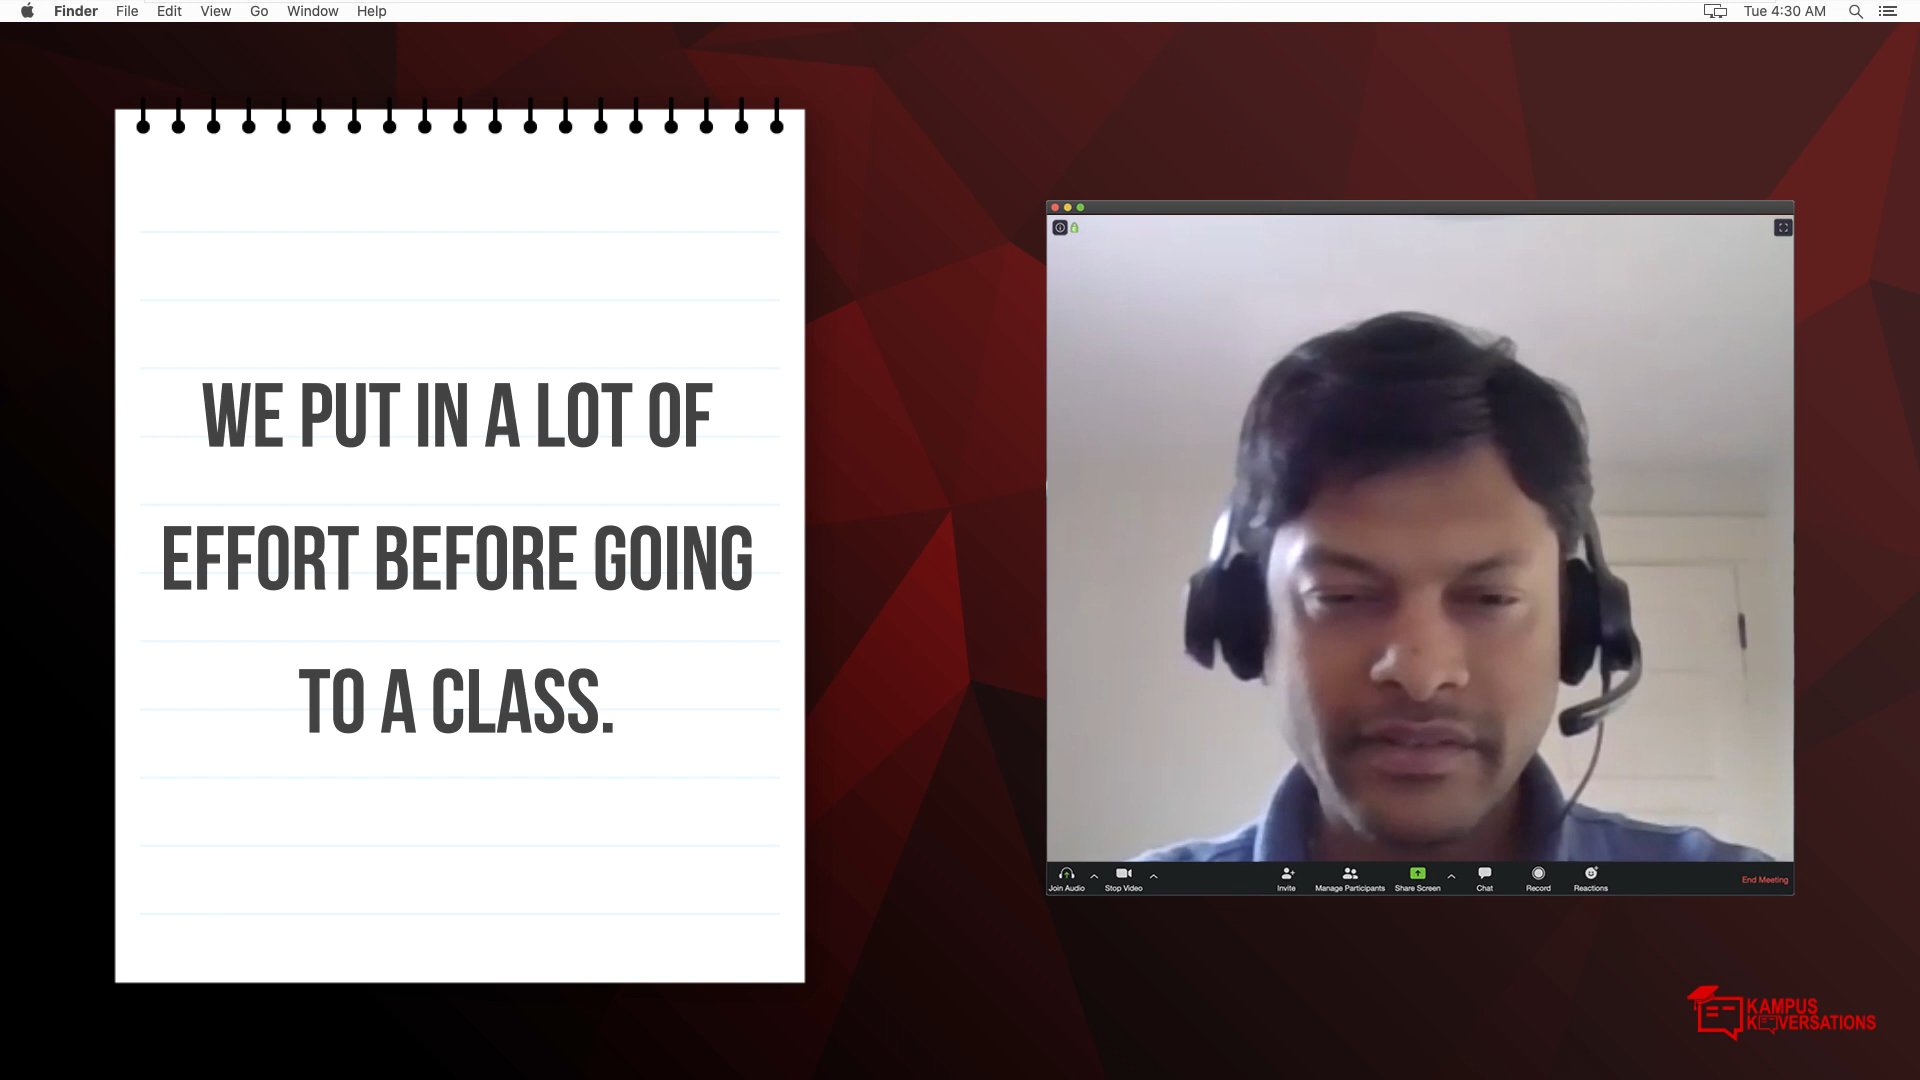 Finder File Edit View Go Window Help
Tue 4:30 AM
WE PUT IN A LOT OF
EFFORT BEFORE GOING
TO A CLASS.
Join Audio
Stop Video
Invite
Manage Participants
Share Screen
Chat
Record
Reactions
End Meeting
KAMPUS
KONVERSATIONS